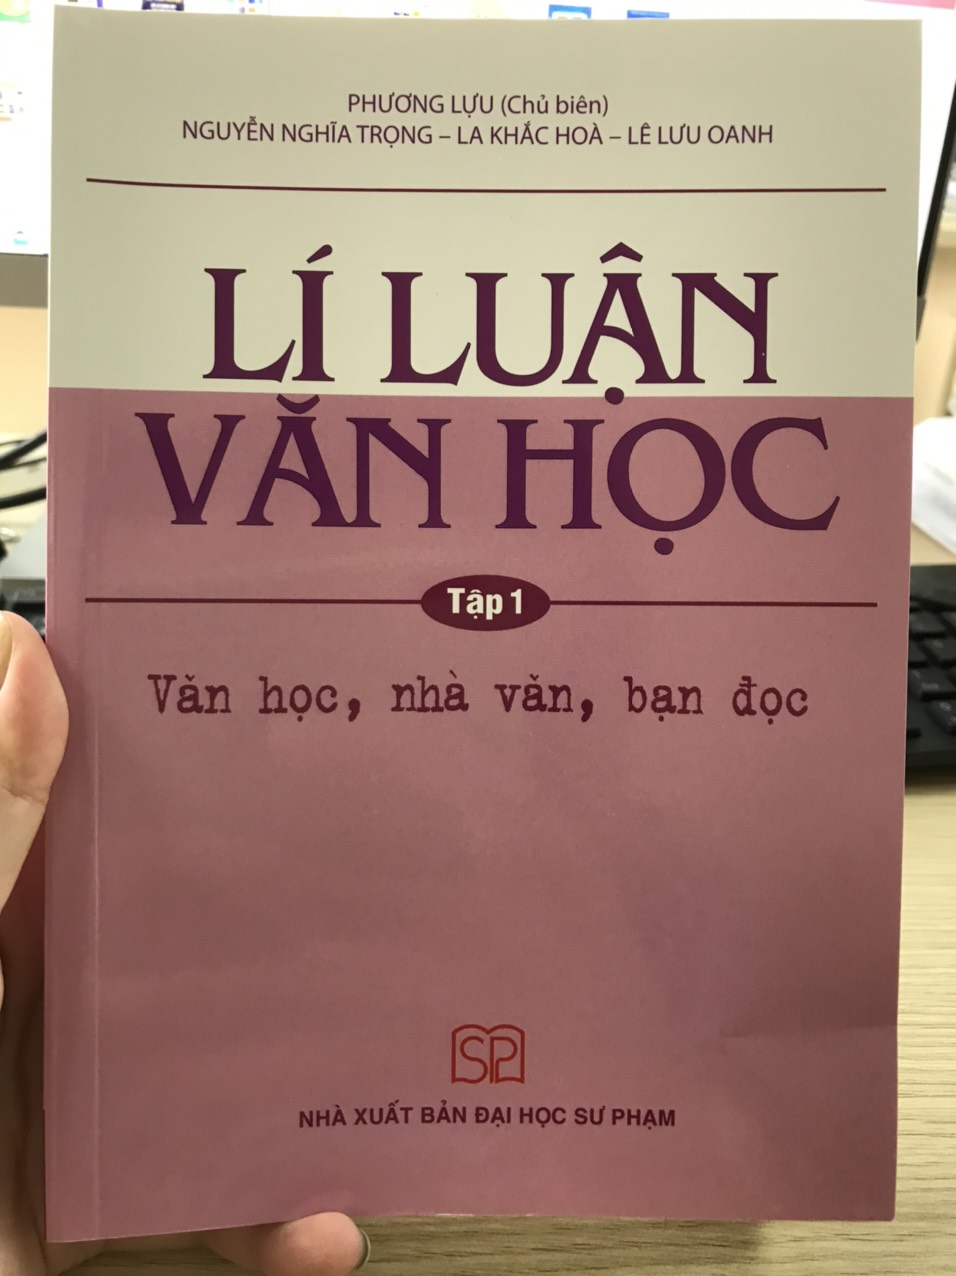 PHƯƠNG LỰU (Chủ biên)
NGUYỄN NGHĨA TRỌNG – LA KHẮC HOÀ – LÊ LƯU OANH
LÍ LUẬN
VĂN HỌC
Tập 1
Văn học, nhà văn, bạn đọc
SP
NHÀ XUẤT BẢN ĐẠI HỌC SƯ PHẠM